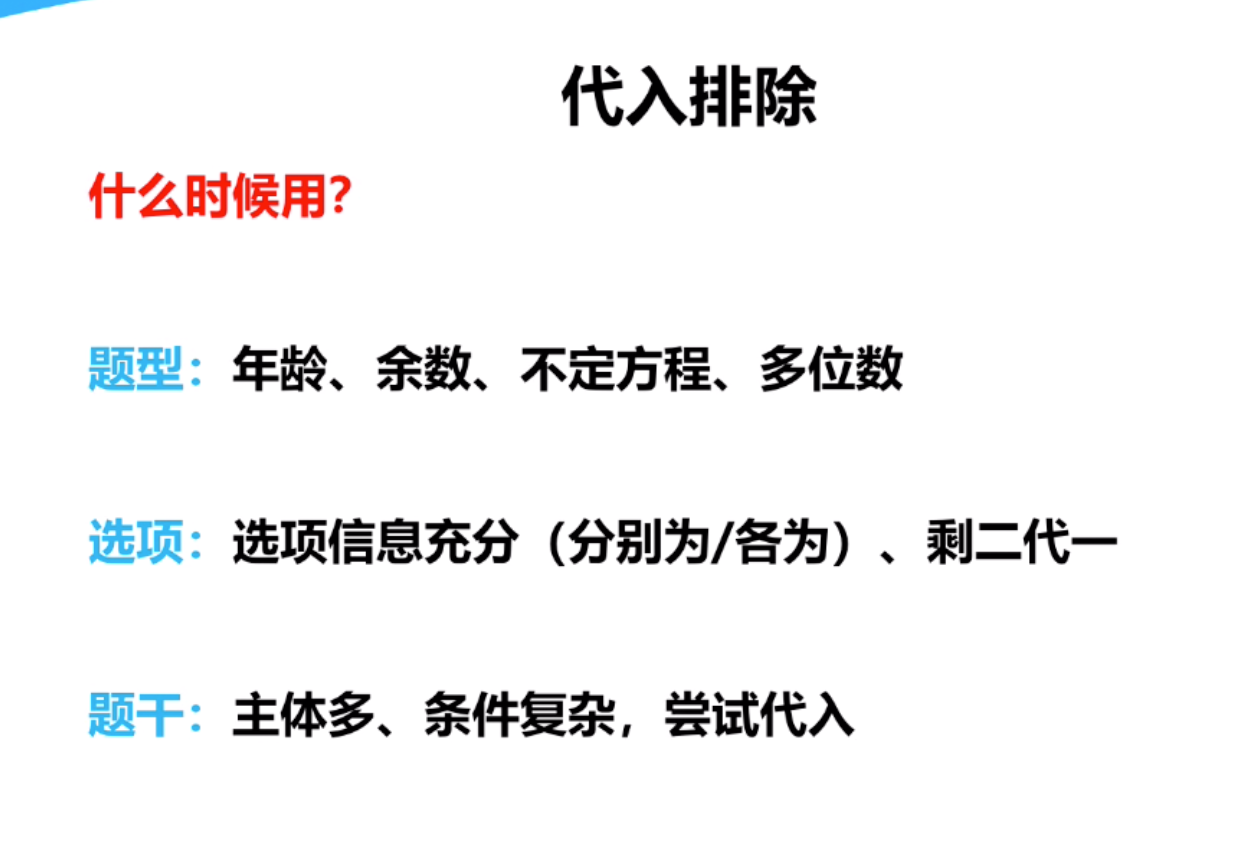 代入排除
什么时候用？
题型：年龄、余数、不定方程、多位数
选项：选项信息充分（分别为/各为）、剩二代一
题干：主体多、条件复杂，尝试代入